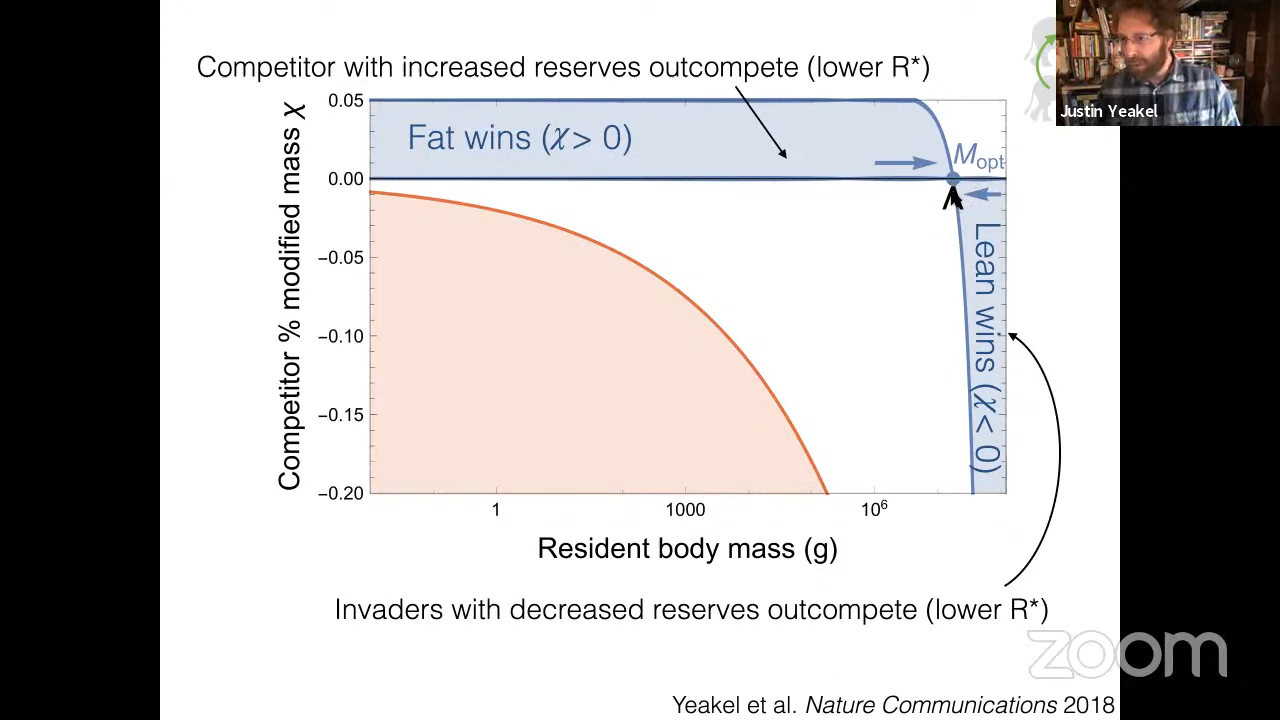 Competitor with increased reserves outcompete (lower R*)
Justin Yeakel
Competitor % modified mass χ
0.05
0.00
−0.05
−0.10
−0.15
−0.20
Fat wins (χ > 0)
Mopt
Lean wins (χ < 0)
1
1000
10⁶
Resident body mass (g)
Invaders with decreased reserves outcompete (lower R*)
zoom
Yeakel et al. Nature Communications 2018